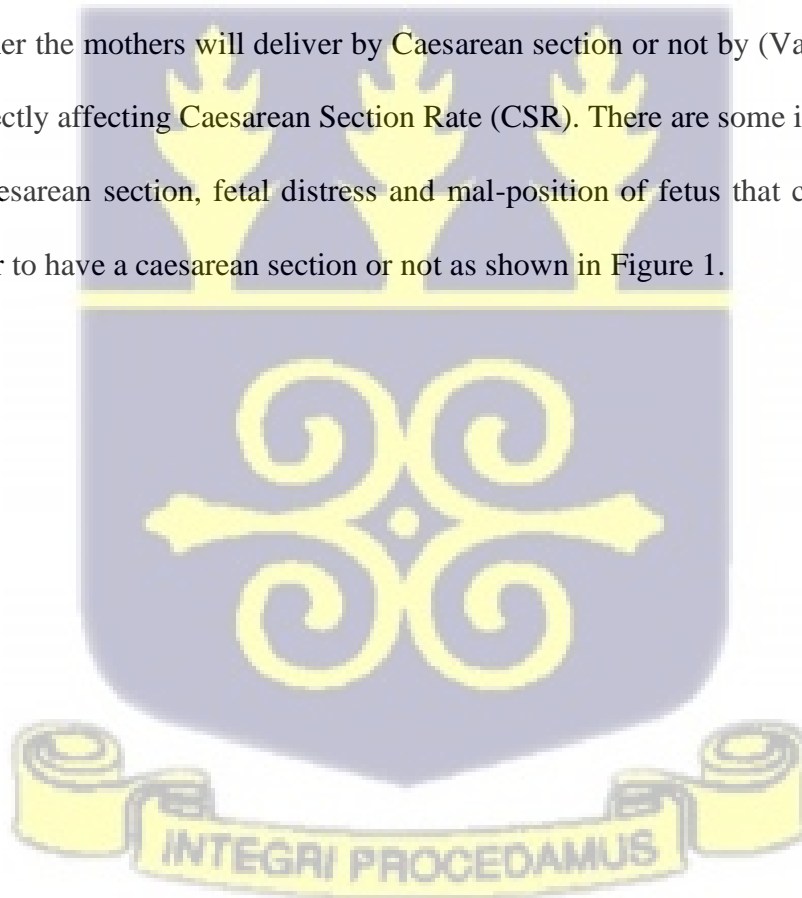 her the mothers will deliver by Caesarean section or not by (Va
ectly affecting Caesarean Section Rate (CSR). There are some i
esarean section, fetal distress and mal-position of fetus that c
r to have a caesarean section or not as shown in Figure 1.
INTEGRI PROCEDAMUS